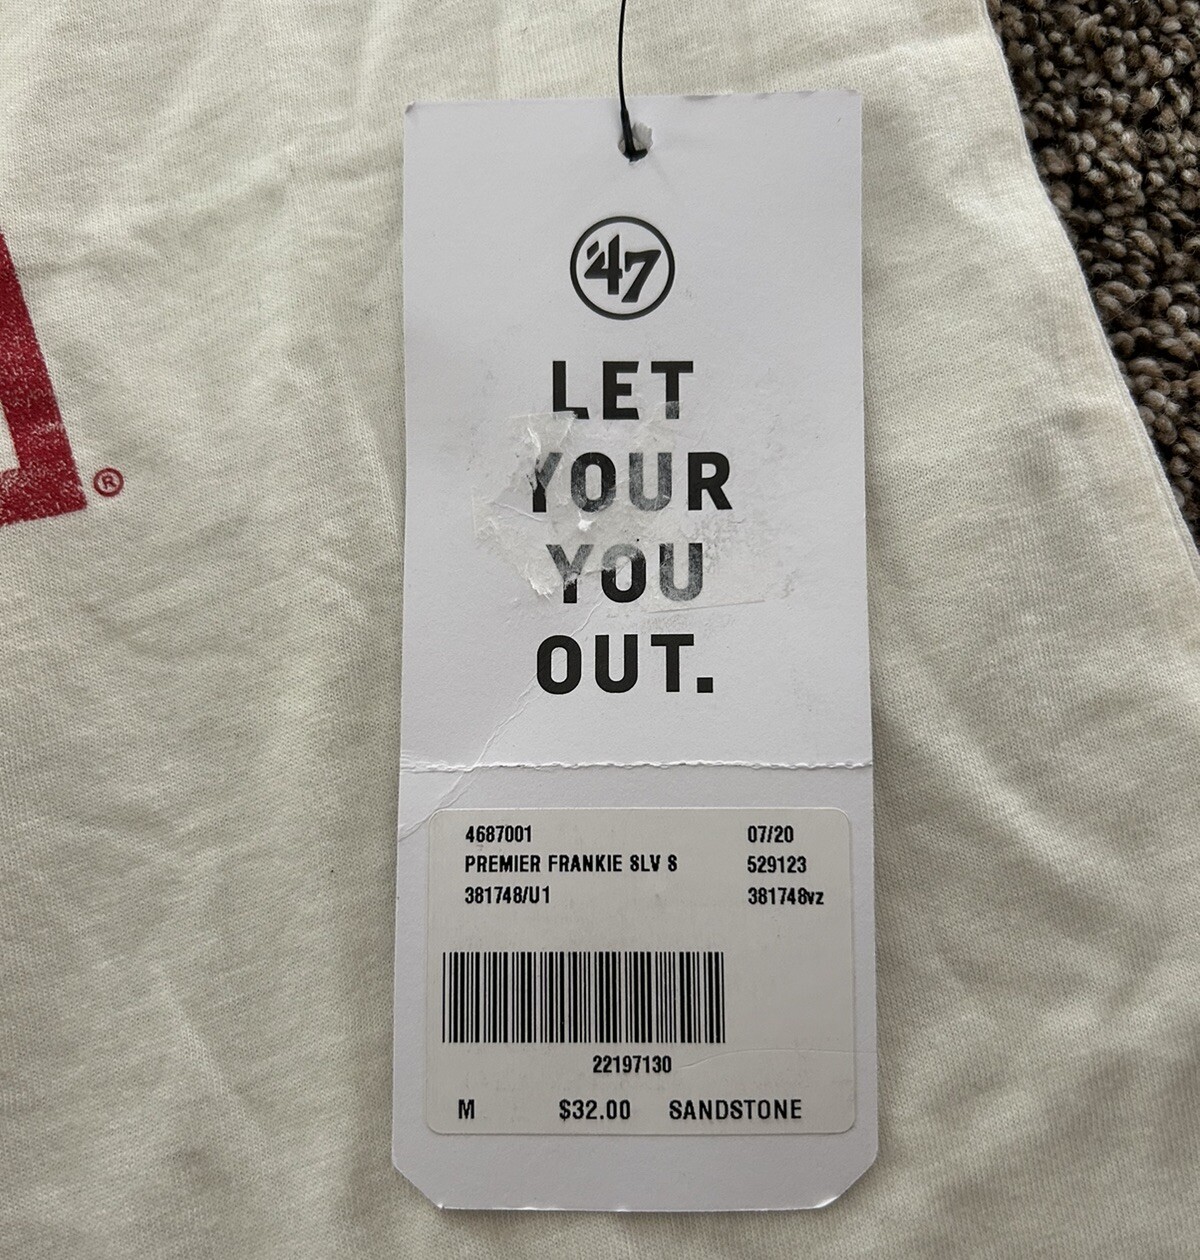 '47
LET
YOUR
YOU
OUT.
®
4687001 07/20
PREMIER FRANKIE SLV S 529123
381748/U1 381748vz
22197130
M $32.00 SANDSTONE